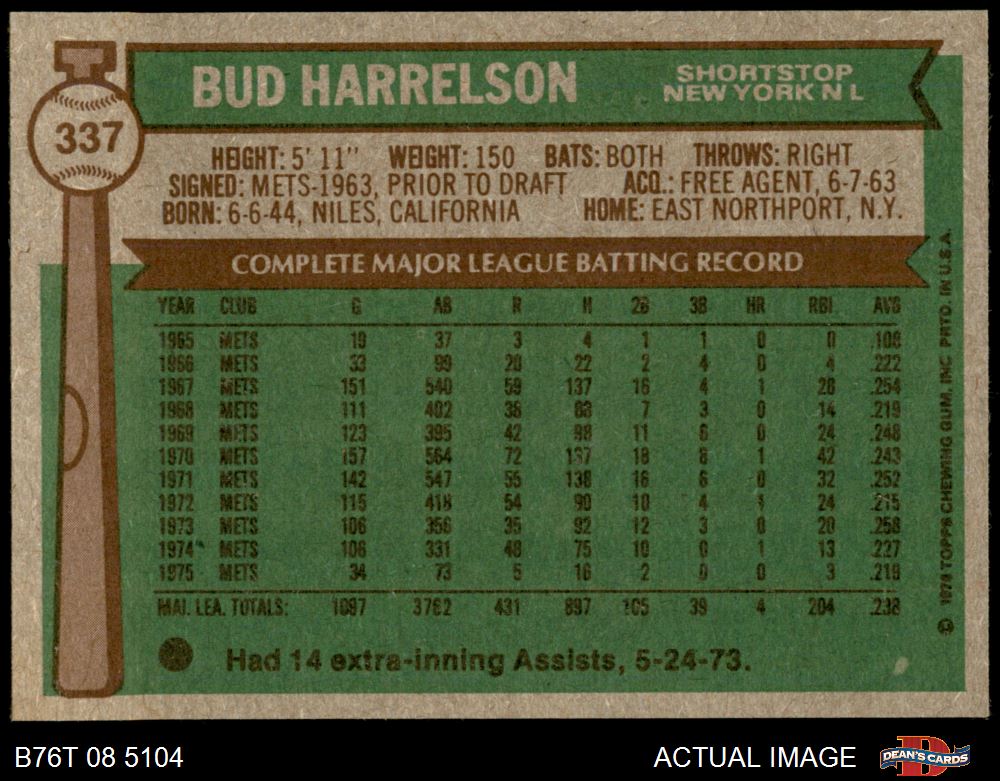 337
BUD HARRELSON
SHORTSTOP
NEW YORK N L
HEIGHT: 5' 11" WEIGHT: 150 BATS: BOTH THROWS: RIGHT
SIGNED: METS-1963, PRIOR TO DRAFT ACQ.: FREE AGENT, 6-7-63
BORN: 6-6-44, NILES, CALIFORNIA HOME: EAST NORTHPORT, N.Y.
COMPLETE MAJOR LEAGUE BATTING RECORD
YEAR CLUB G AB R H 2B 3B HR RBI AVG
1965 METS 19 37 3 4 1 1 0 0 .108
1966 METS 33 99 20 22 2 4 0 4 .222
1967 METS 151 540 59 137 16 4 1 28 .254
1968 METS 111 402 38 88 7 3 0 14 .219
1969 METS 123 395 42 98 11 6 0 24 .248
1970 METS 157 564 72 137 18 8 1 42 .243
1971 METS 142 547 55 138 16 6 0 32 .252
1972 METS 115 418 54 90 10 4 1 24 .215
1973 METS 106 356 35 92 12 3 0 20 .258
1974 METS 106 331 48 75 10 0 1 13 .227
1975 METS 34 73 5 16 2 0 0 3 .219
MAJ. LEA. TOTALS: 1097 3762 431 897 105 39 4 204 .238
Had 14 extra-inning Assists, 5-24-73.
© 1976 TOPPS CHEWING GUM, INC. PRTD. IN U.S.A.
B76T 08 5104
ACTUAL IMAGE
DEAN'S CARDS